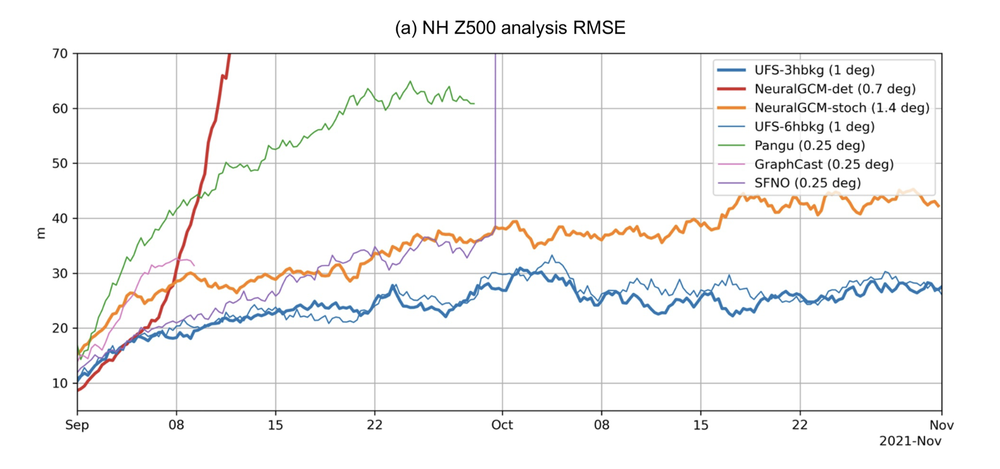 (a) NH Z500 analysis RMSE
70
60
50
40
30
20
10
m
UFS-3hbkg (1 deg)
NeuralGCM-det (0.7 deg)
NeuralGCM-stoch (1.4 deg)
UFS-6hbkg (1 deg)
Pangu (0.25 deg)
GraphCast (0.25 deg)
SFNO (0.25 deg)
Sep 08 15 22 Oct 08 15 22 Nov
2021-Nov